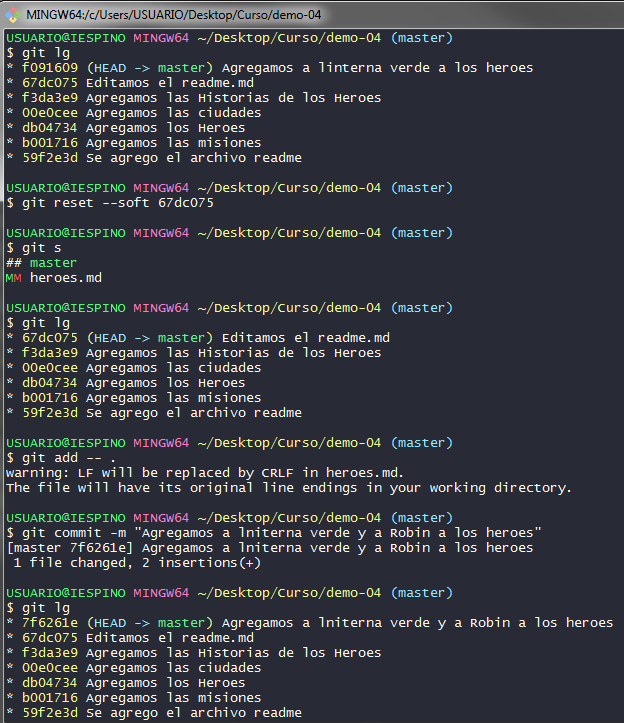 MINGW64:/c/Users/USUARIO/Desktop/Curso/demo-04
USUARIO@IESPINO MINGW64 ~/Desktop/Curso/demo-04 (master)
$ git lg
* f091609 (HEAD -> master) Agregamos a linterna verde a los heroes
* 67dc075 Editamos el readme.md
* f3da3e9 Agregamos las Historias de los Heroes
* 00e0cee Agregamos las ciudades
* db04734 Agregamos los Heroes
* b001716 Agregamos las misiones
* 59f2e3d Se agrego el archivo readme
USUARIO@IESPINO MINGW64 ~/Desktop/Curso/demo-04 (master)
$ git reset --soft 67dc075
USUARIO@IESPINO MINGW64 ~/Desktop/Curso/demo-04 (master)
$ git s
## master
MM heroes.md
USUARIO@IESPINO MINGW64 ~/Desktop/Curso/demo-04 (master)
$ git lg
* 67dc075 (HEAD -> master) Editamos el readme.md
* f3da3e9 Agregamos las Historias de los Heroes
* 00e0cee Agregamos las ciudades
* db04734 Agregamos los Heroes
* b001716 Agregamos las misiones
* 59f2e3d Se agrego el archivo readme
USUARIO@IESPINO MINGW64 ~/Desktop/Curso/demo-04 (master)
$ git add -- .
warning: LF will be replaced by CRLF in heroes.md.
The file will have its original line endings in your working directory.
USUARIO@IESPINO MINGW64 ~/Desktop/Curso/demo-04 (master)
$ git commit -m "Agregamos a lniterna verde y a Robin a los heroes"
[master 7f6261e] Agregamos a lniterna verde y a Robin a los heroes
1 file changed, 2 insertions(+)
USUARIO@IESPINO MINGW64 ~/Desktop/Curso/demo-04 (master)
$ git lg
* 7f6261e (HEAD -> master) Agregamos a lniterna verde y a Robin a los heroes
* 67dc075 Editamos el readme.md
* f3da3e9 Agregamos las Historias de los Heroes
* 00e0cee Agregamos las ciudades
* db04734 Agregamos los Heroes
* b001716 Agregamos las misiones
* 59f2e3d Se agrego el archivo readme